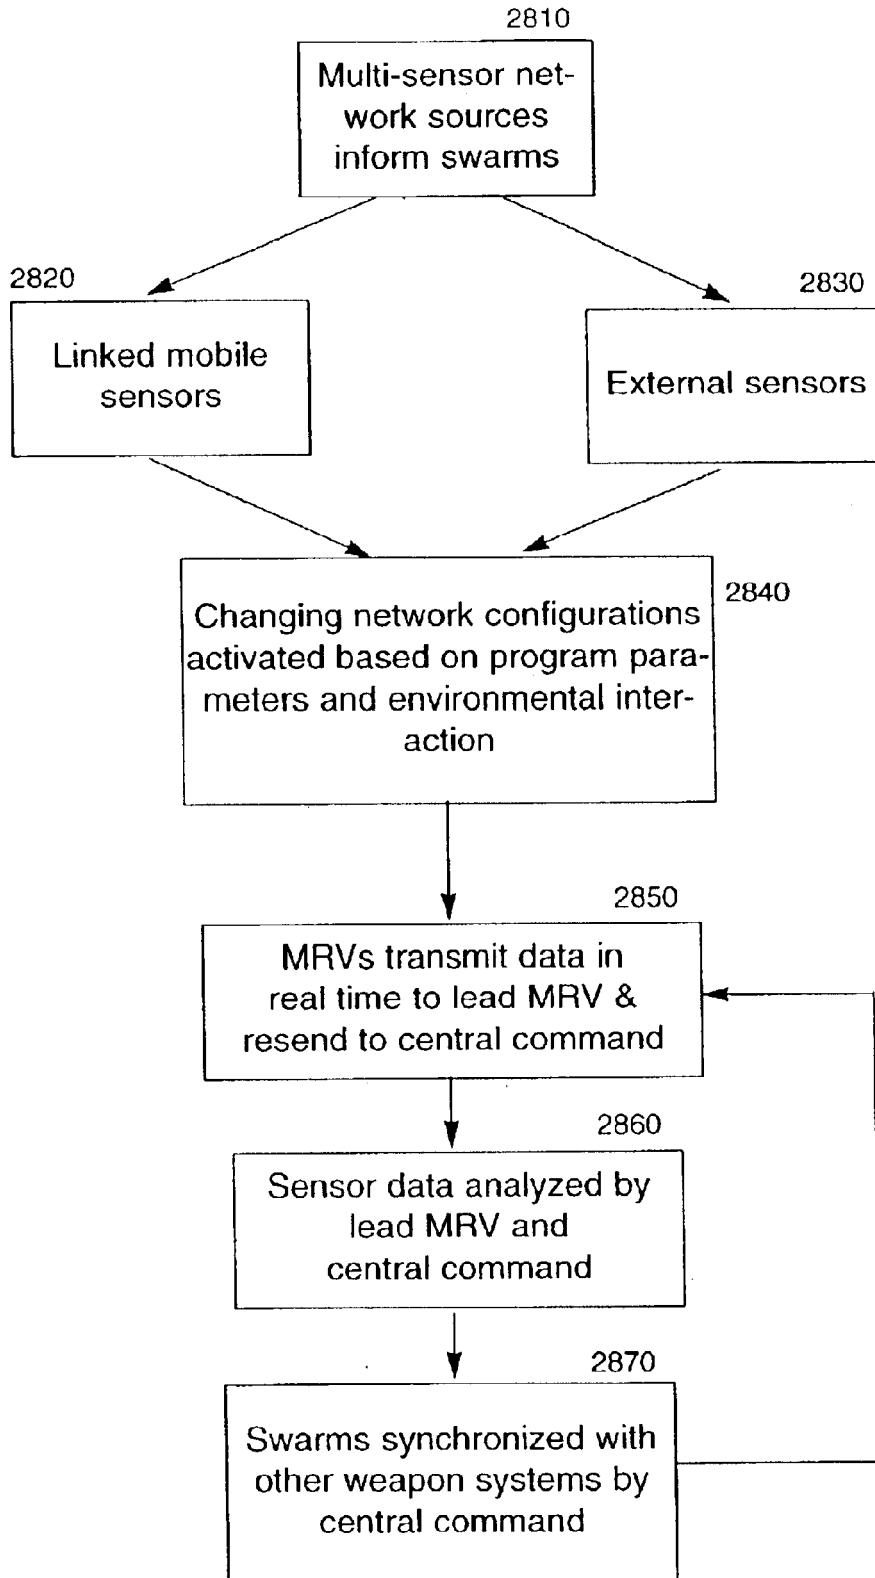 2810
Multi-sensor net-
work sources
inform swarms
2820
2830
Linked mobile
sensors
External sensors
2840
Changing network configurations
activated based on program para-
meters and environmental inter-
action
2850
MRVs transmit data in
real time to lead MRV &
resend to central command
2860
Sensor data analyzed by
lead MRV and
central command
2870
Swarms synchronized with
other weapon systems by
central command